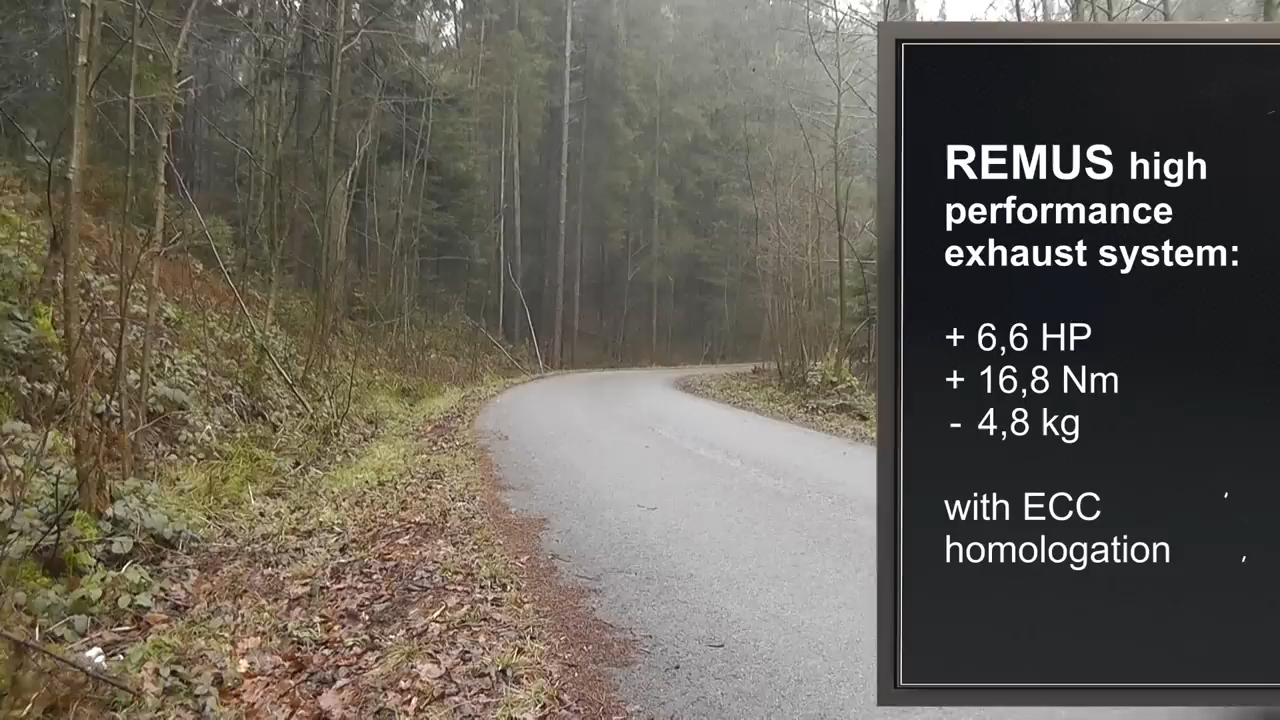 REMUS high
performance
exhaust system:
+ 6,6 HP
+ 16,8 Nm
- 4,8 kg
with ECC
homologation